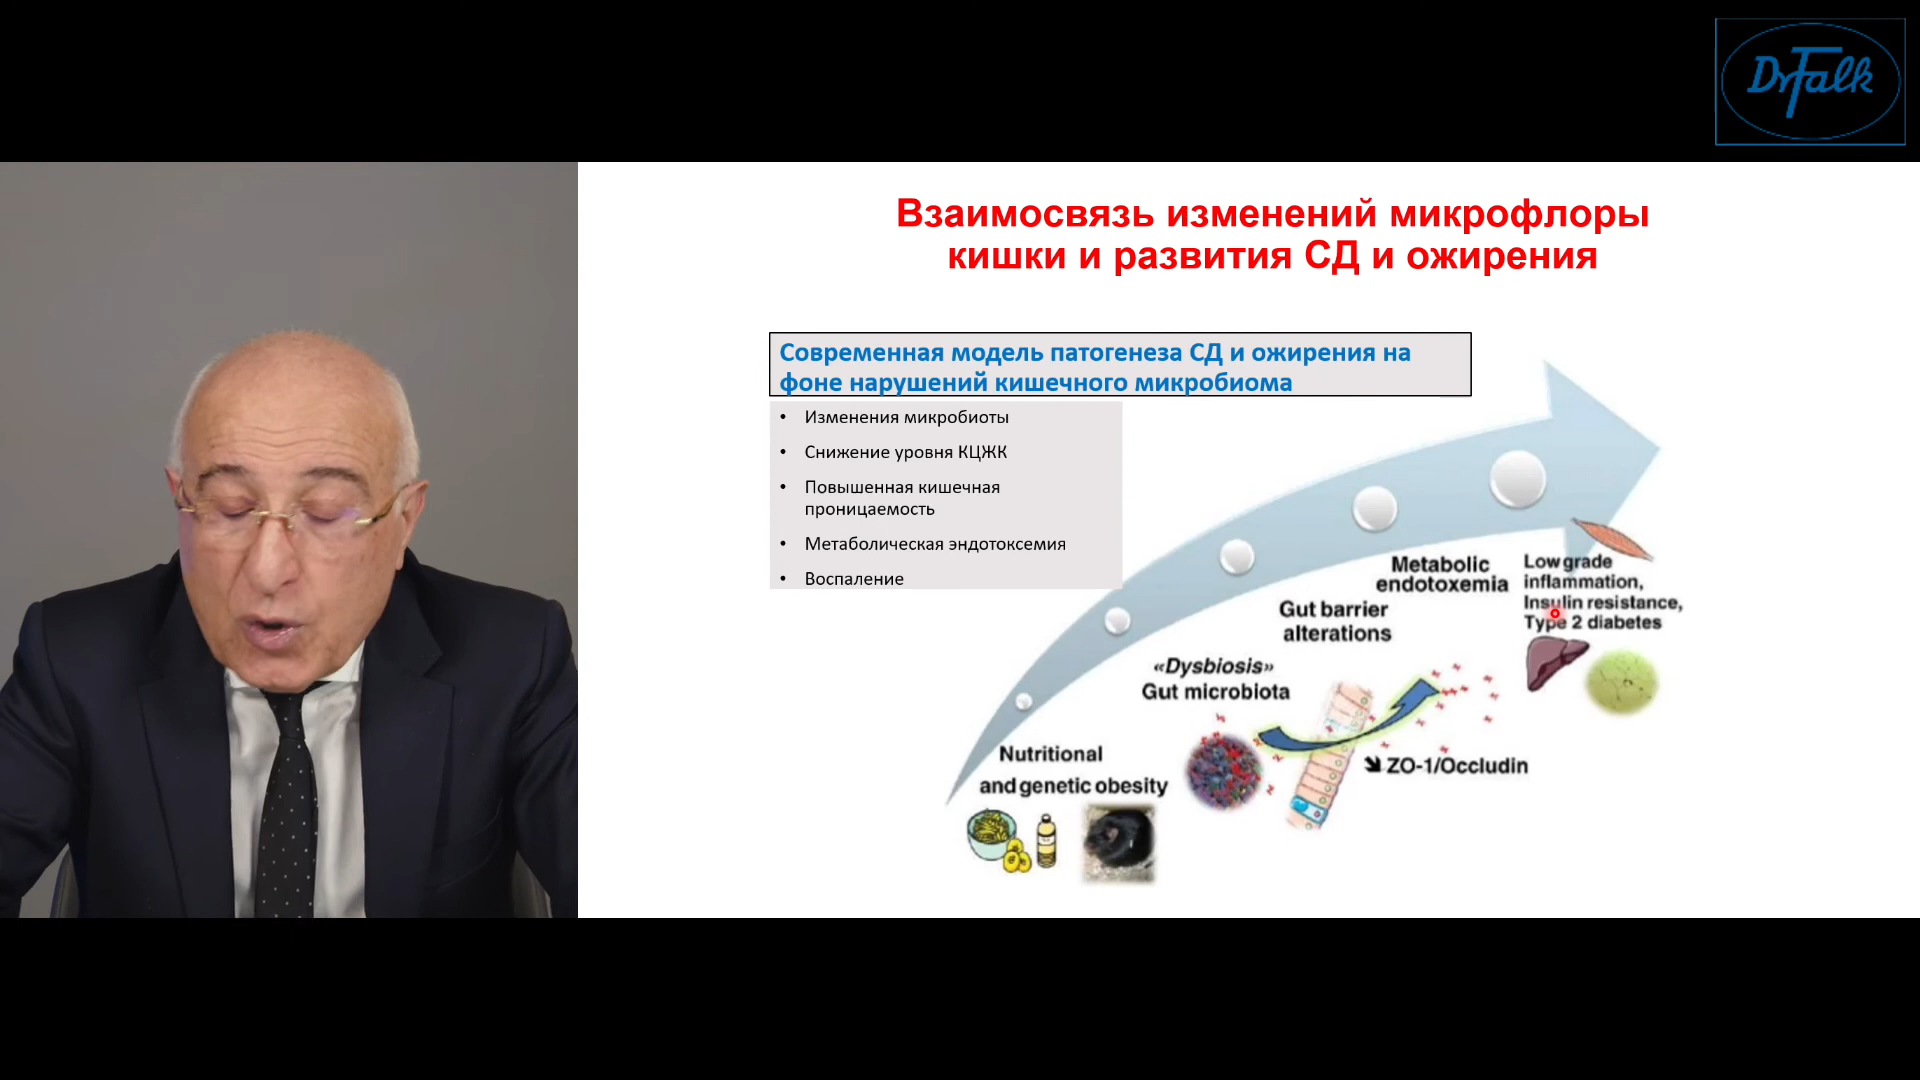 DrFalk
Взаимосвязь изменений микрофлоры
кишки и развития СД и ожирения
Современная модель патогенеза СД и ожирения на
фоне нарушений кишечного микробиома
• Изменения микробиоты
• Снижение уровня КЦЖК
• Повышенная кишечная
проницаемость
• Метаболическая эндотоксемия
• Воспаление
Nutritional
and genetic obesity
«Dysbiosis»
Gut microbiota
Gut barrier
alterations
Metabolic
endotoxemia
Low grade
inflammation,
Insulin resistance,
Type 2 diabetes
ZO-1/Occludin